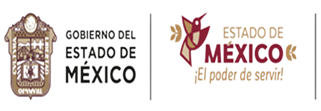 GOBIERNO DEL
ESTADO DE
MÉXICO
ESTADO DE
MÉXICO
¡El poder de servir!